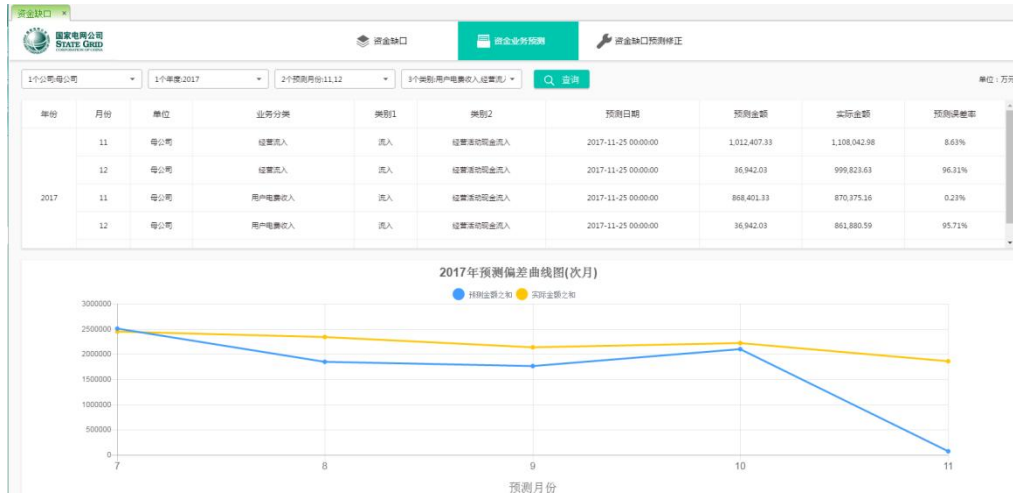 资金缺口 ×
国家电网公司
STATE GRID
资金缺口
资金业务预测
资金缺口预测修正
1个公司:母公司
1个年度:2017
2个预测月份:11,12
3个类别:用户电费收入,经营流/
查询
单位：万元
年份 月份 单位 业务分类 类别1 类别2 预测日期 预测金额 实际金额 预测误差率
11 母公司 经营流入 流入 经营活动现金流入 2017-11-25 00:00:00 1,012,407.33 1,108,042.98 8.63%
12 母公司 经营流入 流入 经营活动现金流入 2017-11-25 00:00:00 36,942.03 999,823.63 96.31%
2017 11 母公司 用户电费收入 流入 经营活动现金流入 2017-11-25 00:00:00 868,401.33 870,375.16 0.23%
12 母公司 用户电费收入 流入 经营活动现金流入 2017-11-25 00:00:00 36,942.03 861,880.59 95.71%
2017年预测偏差曲线图(次月)
预测金额之和 实际金额之和
3000000
2500000
2000000
1500000
1000000
500000
0
7 8 9 10 11
预测月份